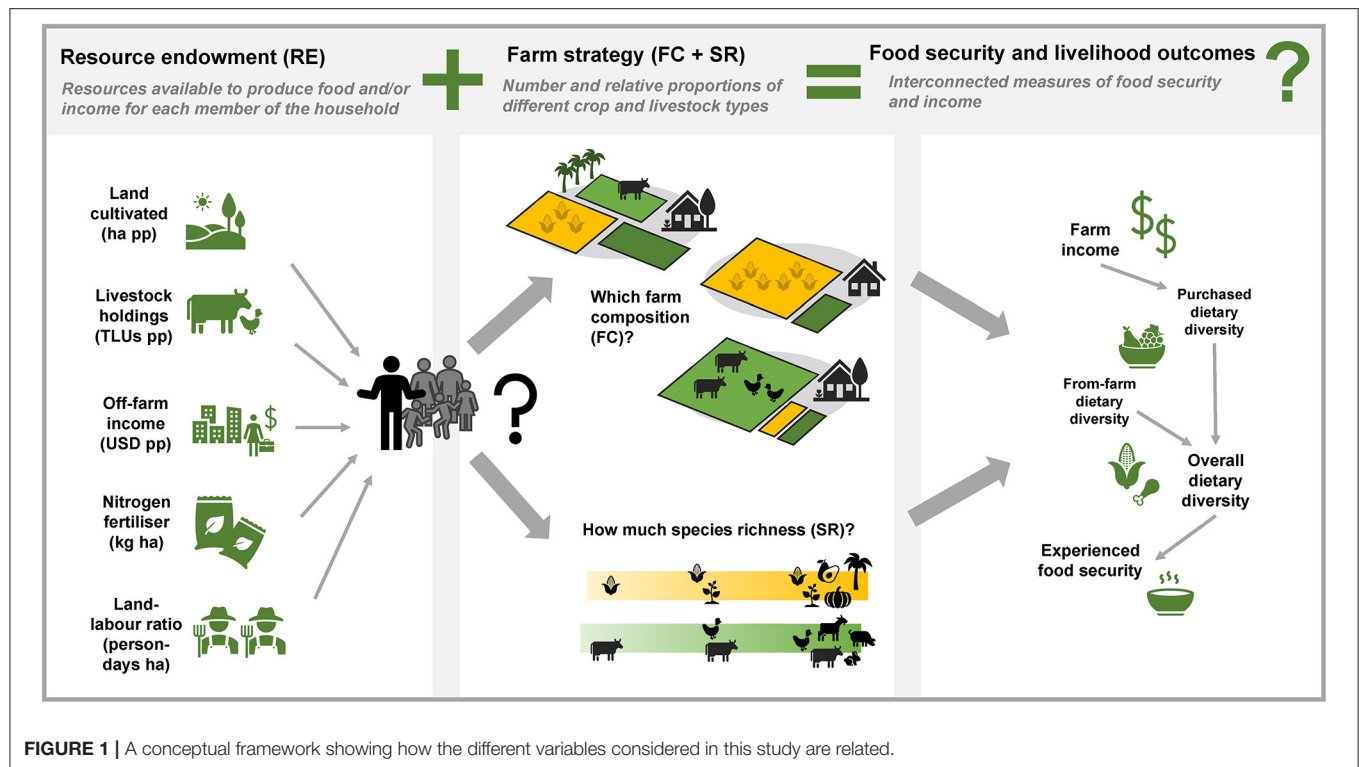 Resource endowment (RE)
Resources available to produce food and/or
income for each member of the household
+
Farm strategy (FC + SR)
Number and relative proportions of
different crop and livestock types
=
Food security and livelihood outcomes
Interconnected measures of food security
and income
?
Land
cultivated
(ha pp)
Livestock
holdings
(TLUs pp)
Off-farm
income
(USD pp)
$
Nitrogen
fertiliser
(kg ha)
Land-
labour ratio
(person-
days ha)
?
Which farm
composition
(FC)?
How much species richness (SR)?
Farm
income
$$
Purchased
dietary
diversity
From-farm
dietary
diversity
Overall
dietary
diversity
Experienced
food security
FIGURE 1 | A conceptual framework showing how the different variables considered in this study are related.